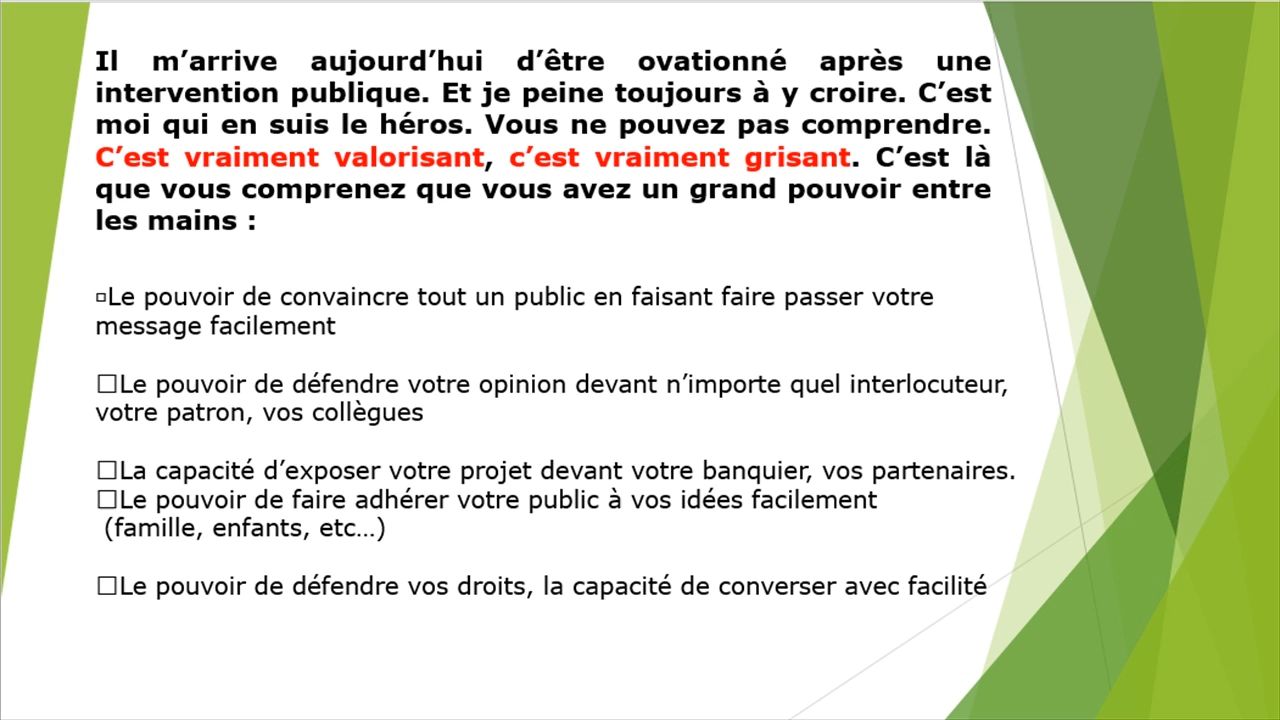 Il m’arrive aujourd’hui d’être ovationné après une
intervention publique. Et je peine toujours à y croire. C’est
moi qui en suis le héros. Vous ne pouvez pas comprendre.
C’est vraiment valorisant, c’est vraiment grisant. C’est là
que vous comprenez que vous avez un grand pouvoir entre
les mains :
▫Le pouvoir de convaincre tout un public en faisant faire passer votre
message facilement
☐Le pouvoir de défendre votre opinion devant n’importe quel interlocuteur,
votre patron, vos collègues
☐La capacité d’exposer votre projet devant votre banquier, vos partenaires.
☐Le pouvoir de faire adhérer votre public à vos idées facilement
(famille, enfants, etc…)
☐Le pouvoir de défendre vos droits, la capacité de converser avec facilité